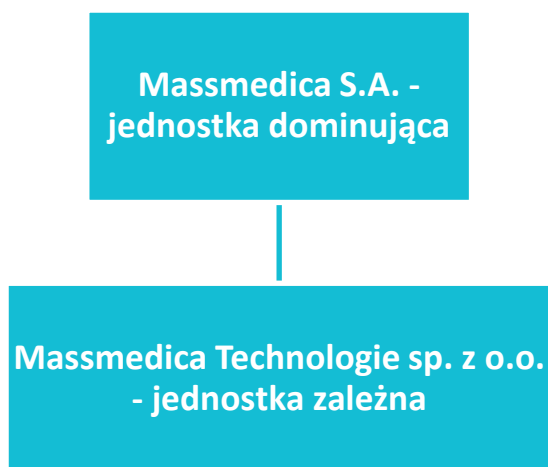 Massmedica S.A. -
jednostka dominująca
Massmedica Technologie sp. z o.o.
- jednostka zależna